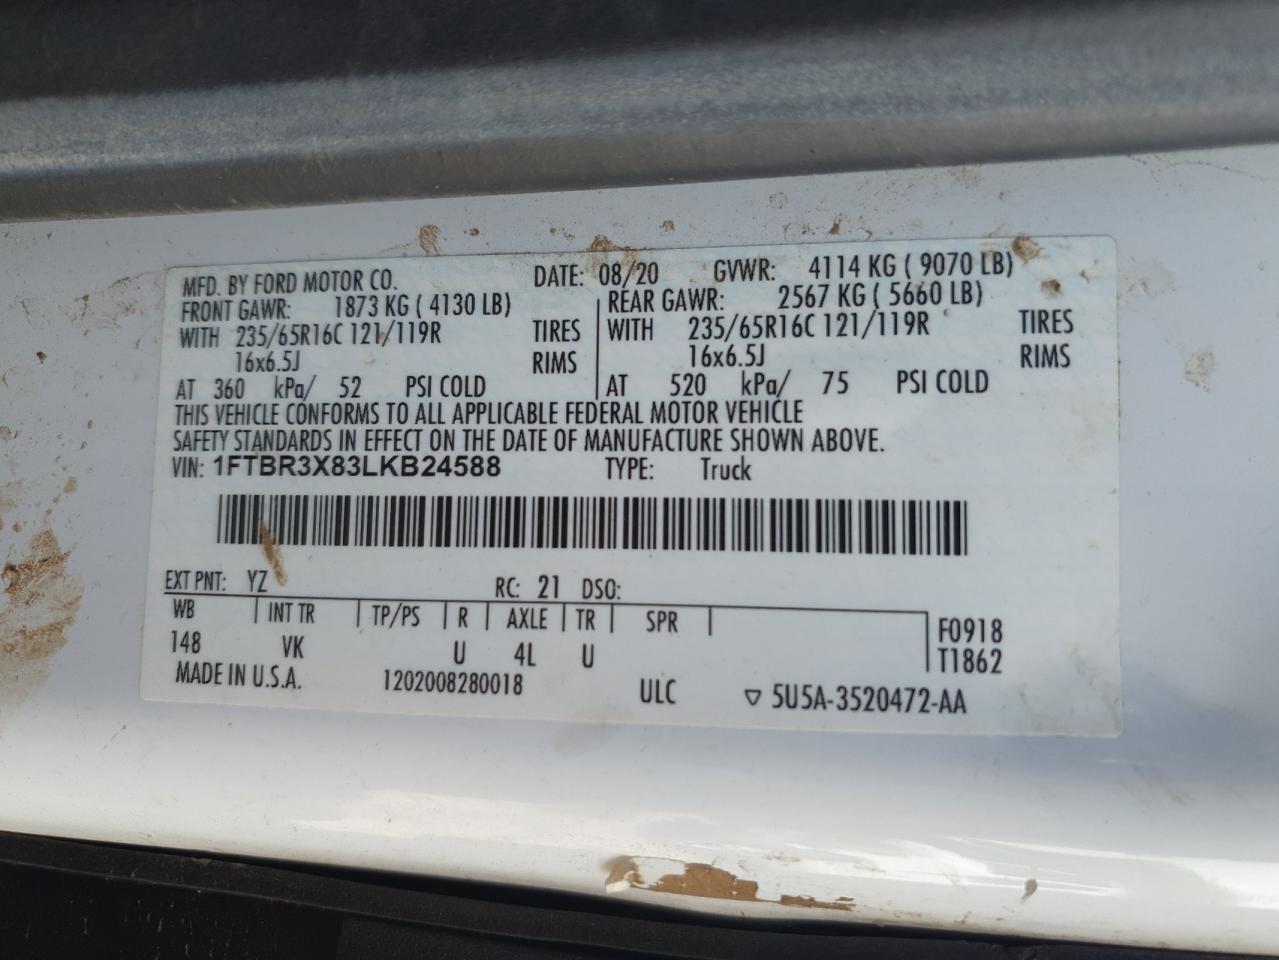 MFD. BY FORD MOTOR CO. DATE: 08/20 GVWR: 4114 KG ( 9070 LB)
FRONT GAWR: 1873 KG ( 4130 LB) REAR GAWR: 2567 KG ( 5660 LB)
WITH 235/65R16C 121/119R TIRES WITH 235/65R16C 121/119R TIRES
16x6.5J RIMS 16x6.5J RIMS
AT 360 kPa/ 52 PSI COLD AT 520 kPa/ 75 PSI COLD
THIS VEHICLE CONFORMS TO ALL APPLICABLE FEDERAL MOTOR VEHICLE
SAFETY STANDARDS IN EFFECT ON THE DATE OF MANUFACTURE SHOWN ABOVE.
VIN: 1FTBR3X83LKB24588 TYPE: Truck
EXT PNT: YZ RC: 21 DSO:
WB INT TR TP/PS R AXLE TR SPR F0918
148 VK U 4L U T1862
MADE IN U.S.A. 1202008280018 ULC ▽ 5U5A-3520472-AA